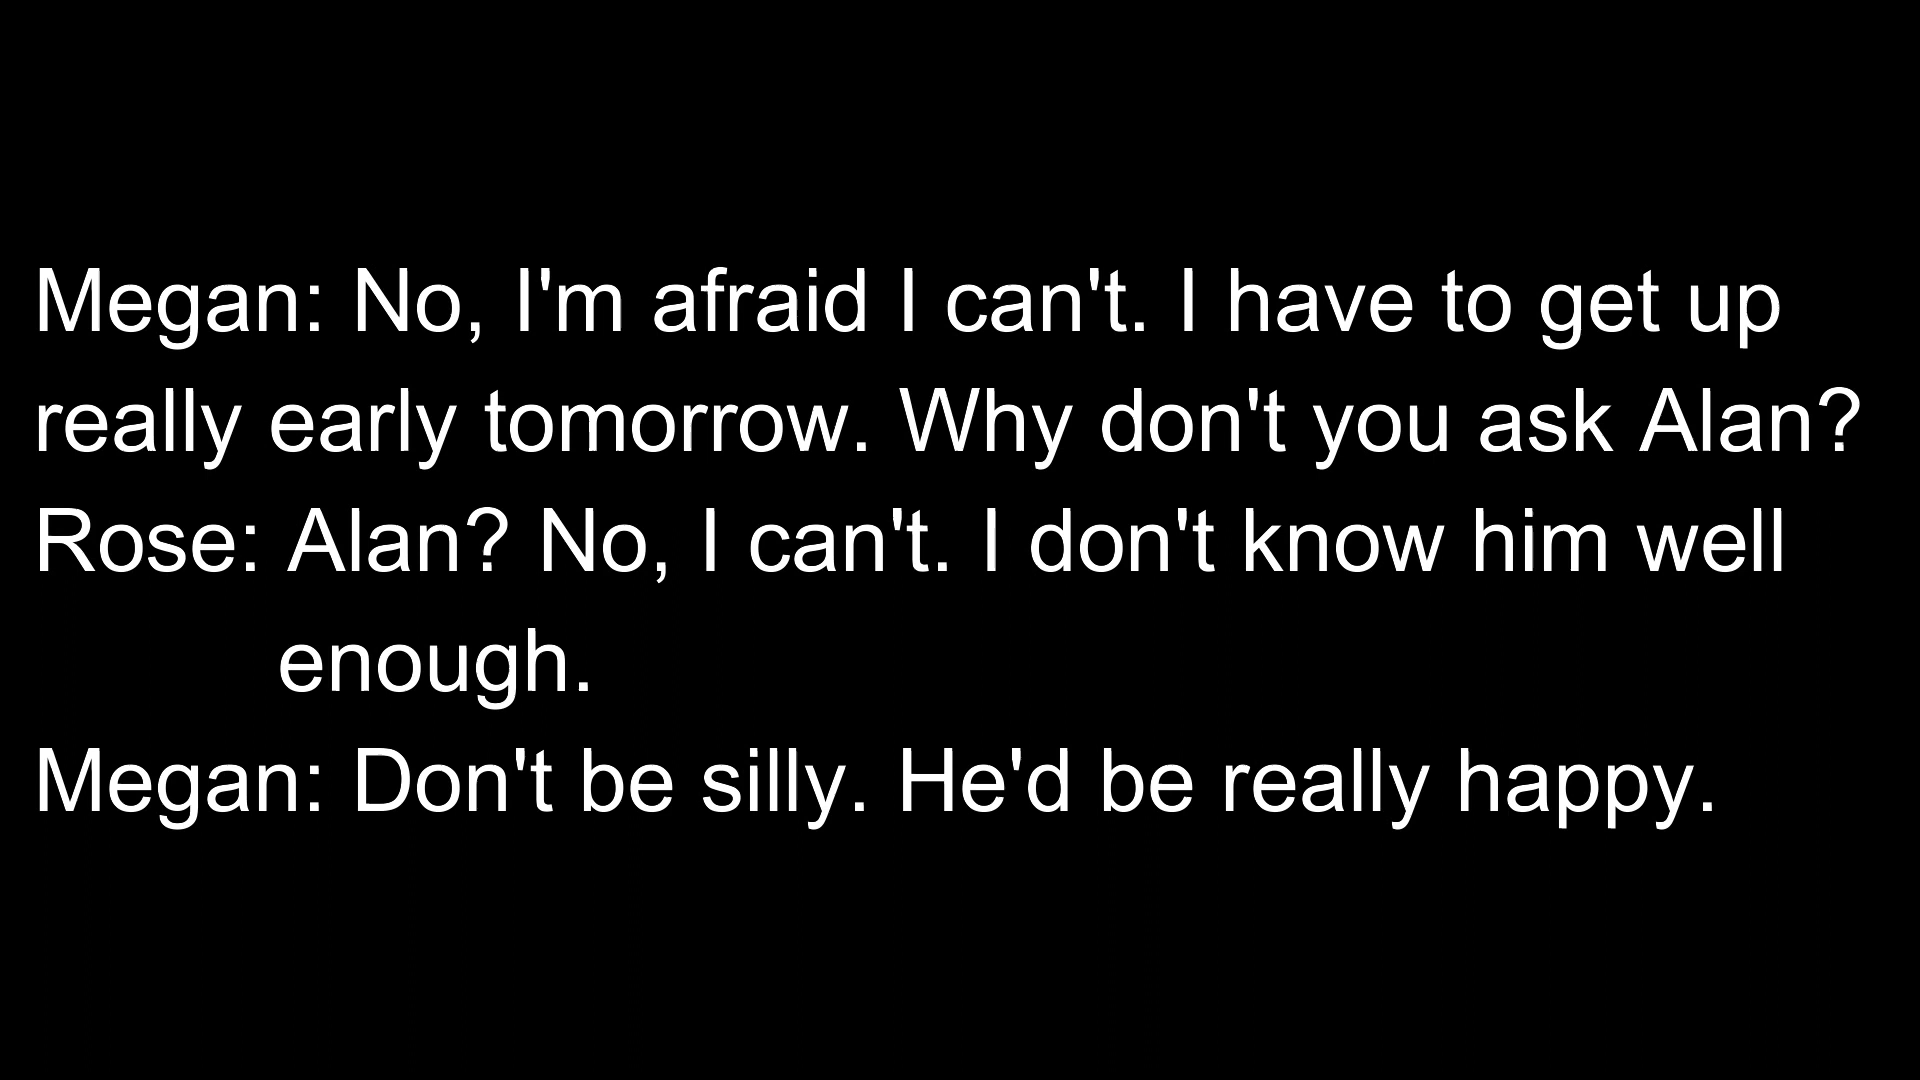 Megan: No, I'm afraid I can't. I have to get up
really early tomorrow. Why don't you ask Alan?
Rose: Alan? No, I can't. I don't know him well
enough.
Megan: Don't be silly. He'd be really happy.